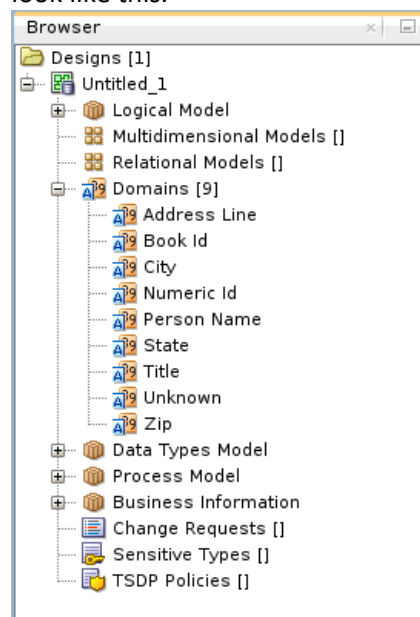 look like this:
Browser
Designs [1]
Untitled_1
Logical Model
Multidimensional Models []
Relational Models []
Domains [9]
Address Line
Book Id
City
Numeric Id
Person Name
State
Title
Unknown
Zip
Data Types Model
Process Model
Business Information
Change Requests []
Sensitive Types []
TSDP Policies []